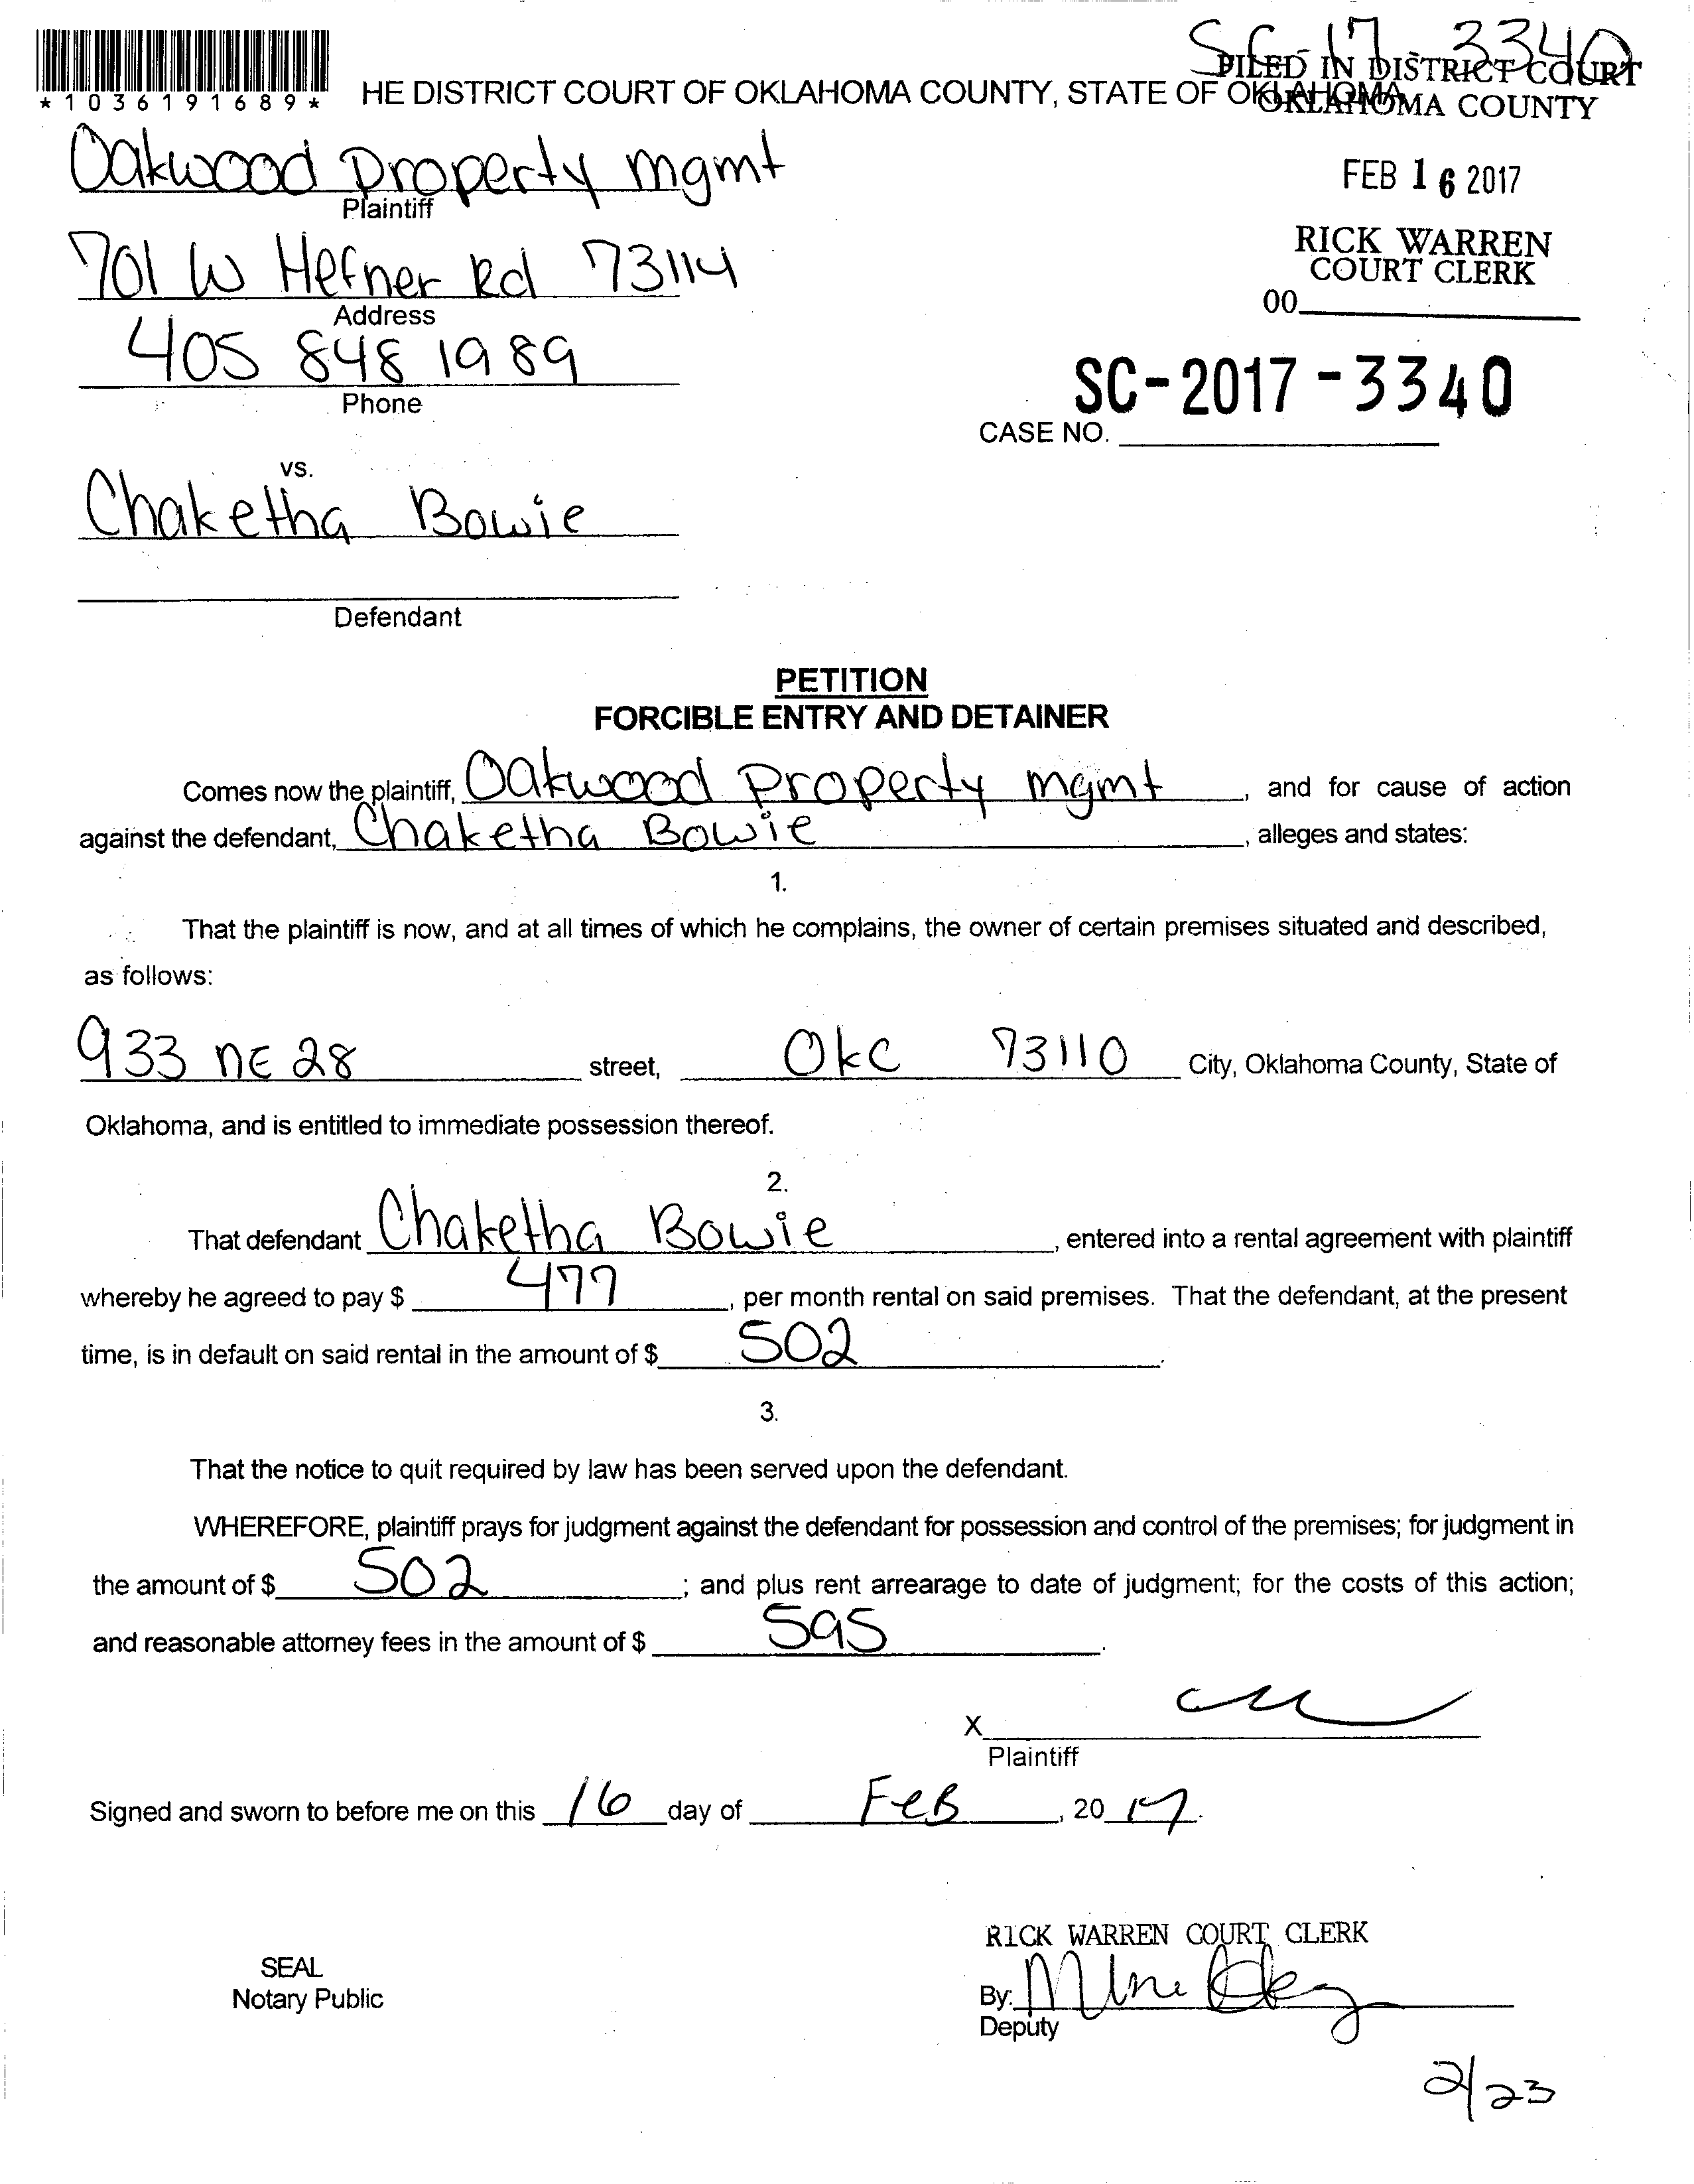 SC-17-3340
FILED IN DISTRICT COURT
*1036191689* HE DISTRICT COURT OF OKLAHOMA COUNTY, STATE OF OKLAHOMA
OKLAHOMA COUNTY
Oakwood Property mgmt
Plaintiff
FEB 16 2017
701 W Hefner Rd 73114
Address
RICK WARREN
COURT CLERK
00
405 848 1989
Phone
SC-2017-3340
CASE NO.
vs.
Chaketha Bowie
Defendant
PETITION
FORCIBLE ENTRY AND DETAINER
Comes now the plaintiff, Oakwood Property mgmt, and for cause of action
against the defendant, Chaketha Bowie, alleges and states:
1.
That the plaintiff is now, and at all times of which he complains, the owner of certain premises situated and described,
as follows:
933 NE 28 street, OKC 73110 City, Oklahoma County, State of
Oklahoma, and is entitled to immediate possession thereof.
2.
That defendant Chaketha Bowie, entered into a rental agreement with plaintiff
whereby he agreed to pay $ 477, per month rental on said premises. That the defendant, at the present
time, is in default on said rental in the amount of $ 502.
3.
That the notice to quit required by law has been served upon the defendant.
WHEREFORE, plaintiff prays for judgment against the defendant for possession and control of the premises; for judgment in
the amount of $ 502; and plus rent arrearage to date of judgment; for the costs of this action;
and reasonable attorney fees in the amount of $ 595.
X
Plaintiff
Signed and sworn to before me on this 16 day of FeB, 20 17.
RICK WARREN COURT CLERK
SEAL
Notary Public
By:
Deputy
2/23